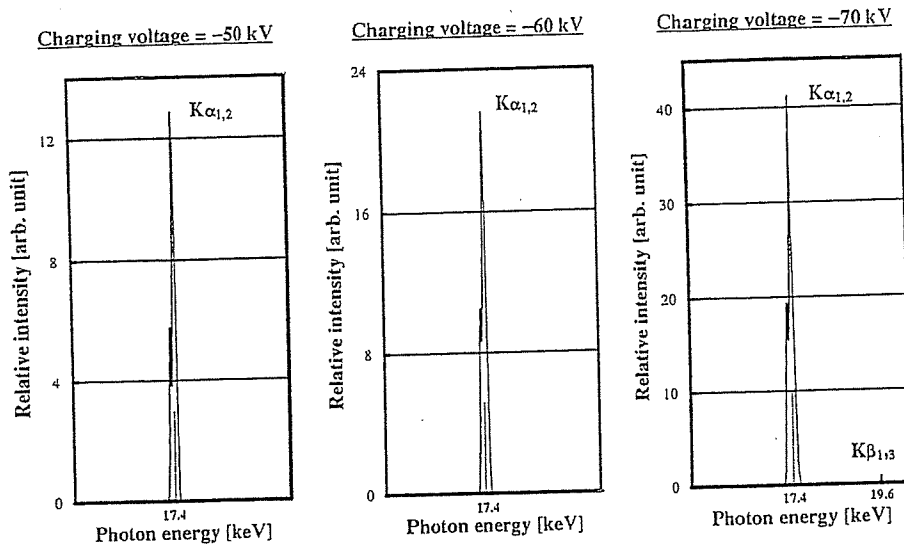 Charging voltage = −50 kV
Relative intensity [arb. unit]
12
8
4
0
Kα1,2
17.4
Photon energy [keV]
Charging voltage = −60 kV
Relative intensity [arb. unit]
24
16
8
0
Kα1,2
17.4
Photon energy [keV]
Charging voltage = −70 kV
Relative intensity [arb. unit]
40
30
20
10
0
Kα1,2
Kβ1,3
17.4 19.6
Photon energy [keV]